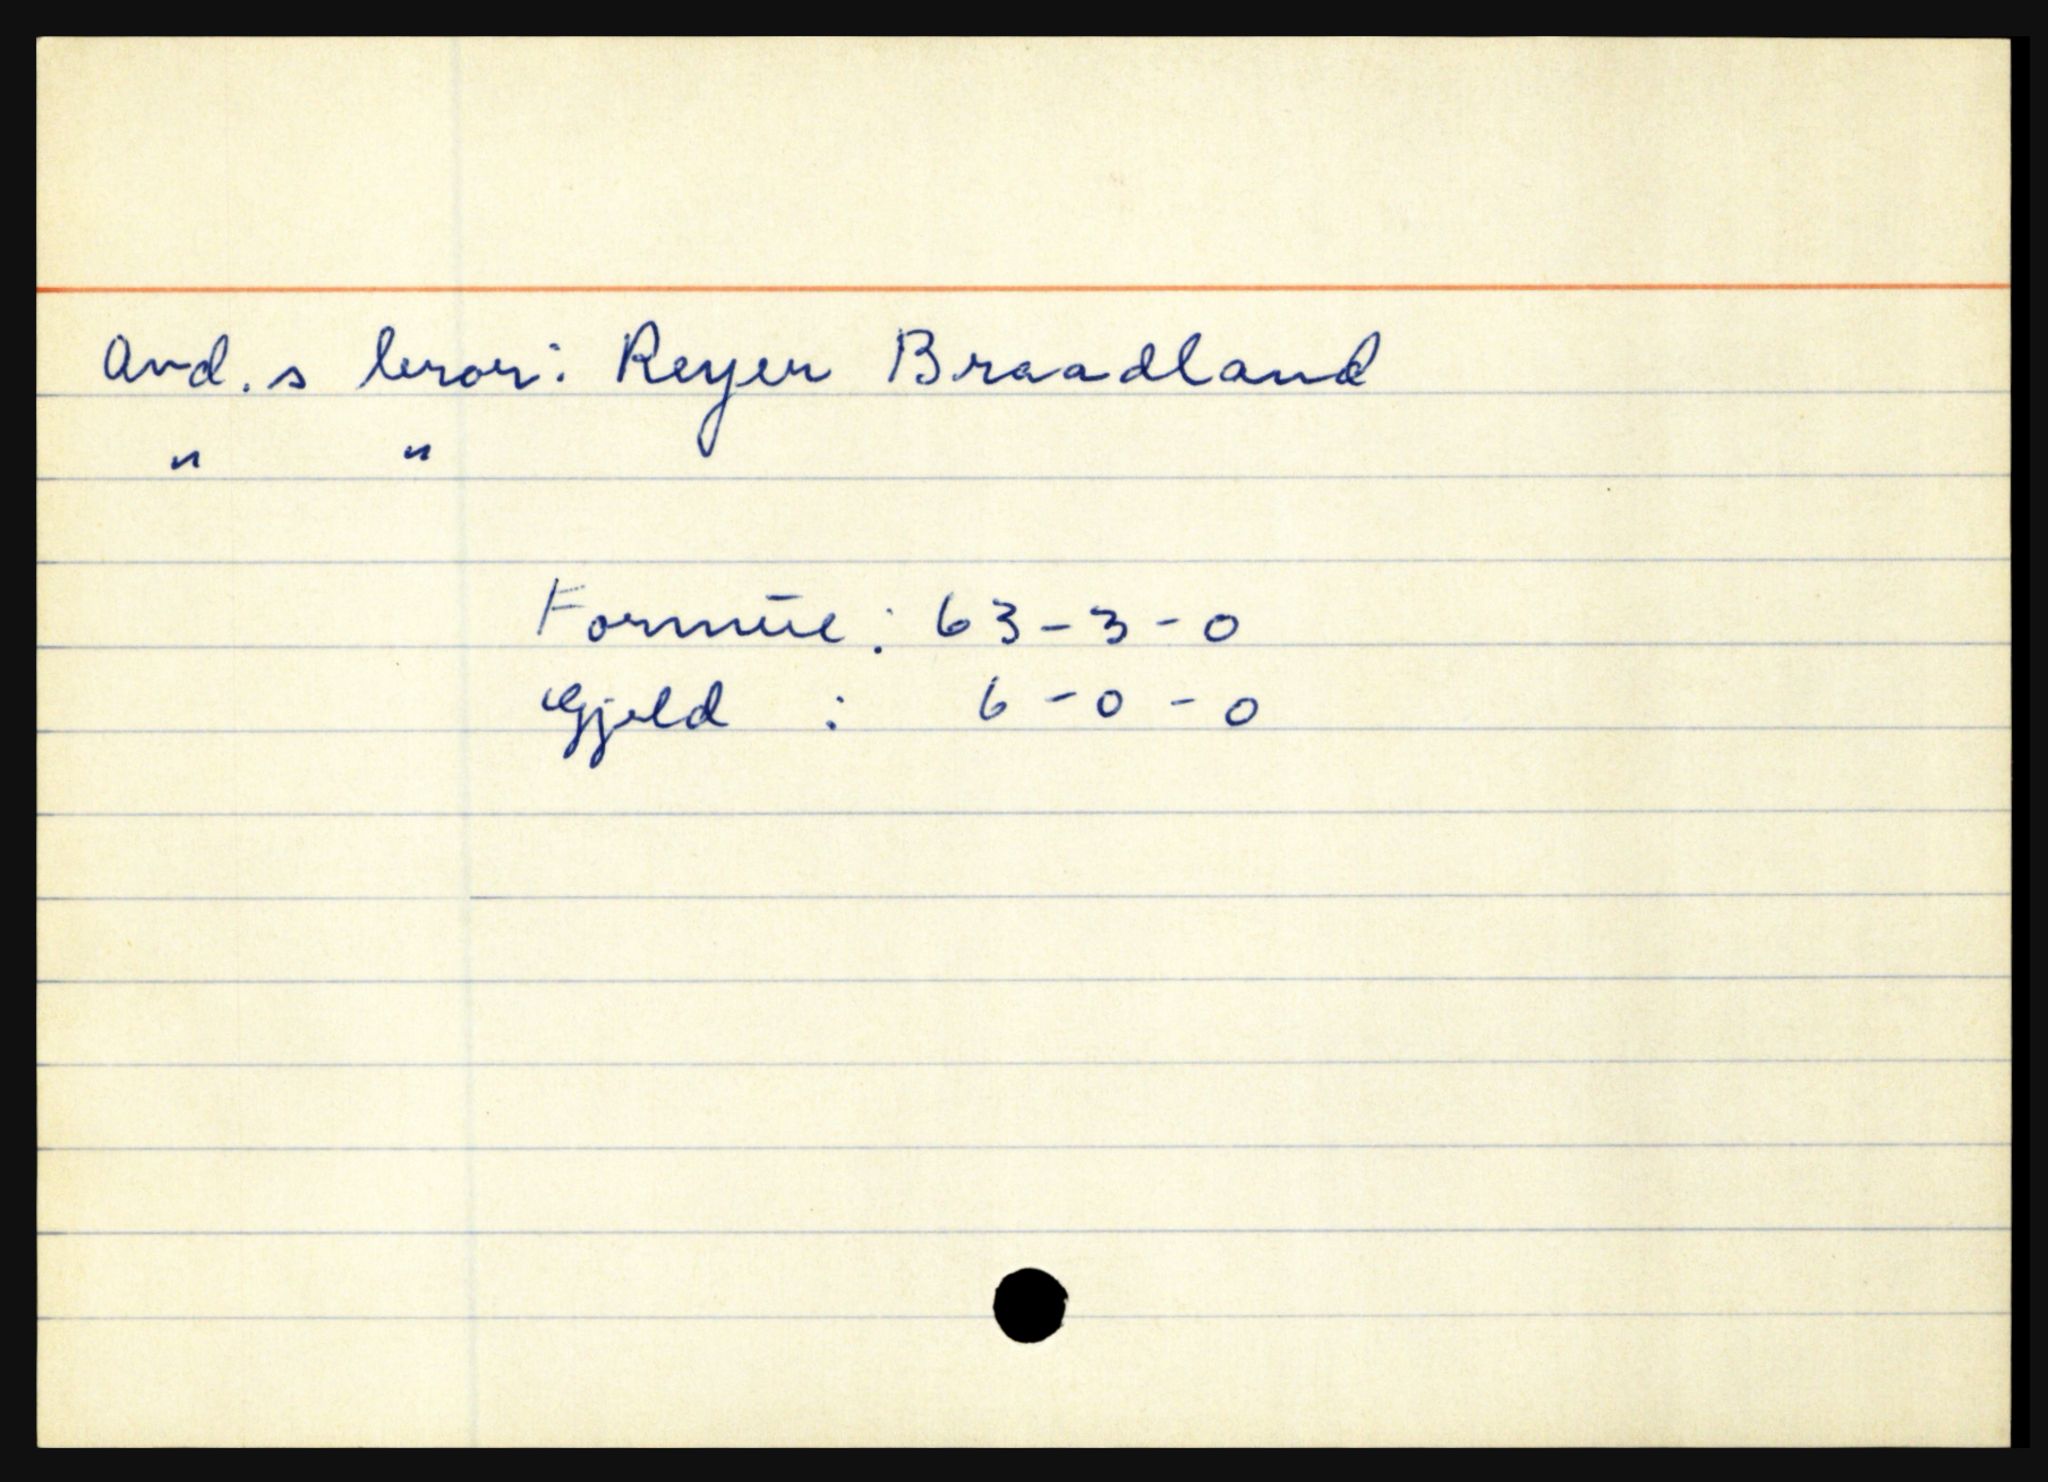 Avd. s bror: Reyer Braadland
" "
Formue: 63-3-0
Gjeld : 6-0-0